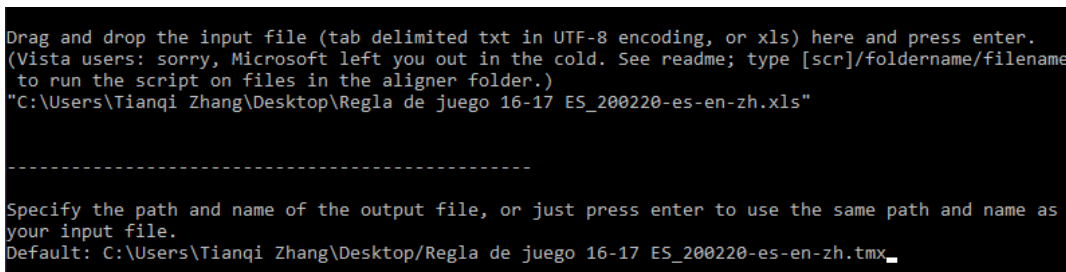 Drag and drop the input file (tab delimited txt in UTF-8 encoding, or xls) here and press enter.
(Vista users: sorry, Microsoft left you out in the cold. See readme; type [scr]/foldername/filename
to run the script on files in the aligner folder.)
"C:\Users\Tianqi Zhang\Desktop\Regla de juego 16-17 ES_200220-es-en-zh.xls"
--------------------------------------------------
Specify the path and name of the output file, or just press enter to use the same path and name as
your input file.
Default: C:\Users\Tianqi Zhang\Desktop/Regla de juego 16-17 ES_200220-es-en-zh.tmx